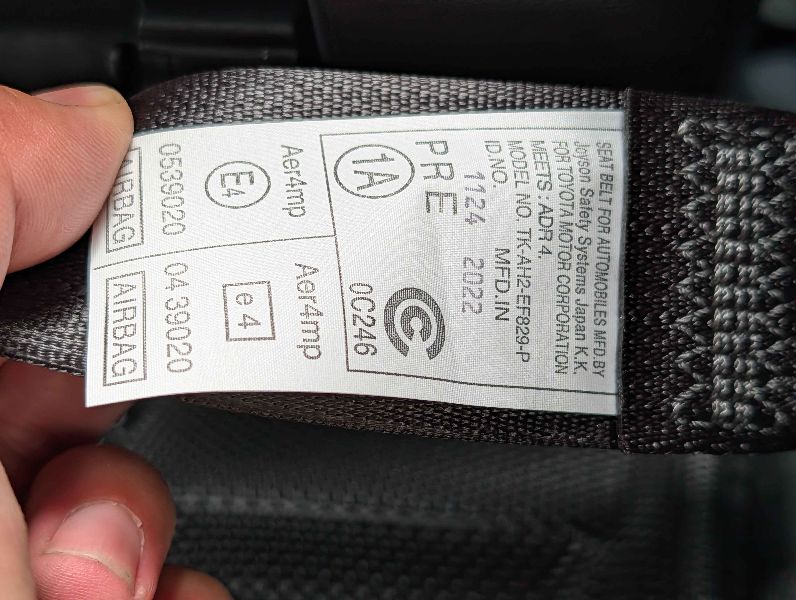 SEAT BELT FOR AUTOMOBILES MFD.BY
Joyson Safety Systems Japan K.K.
FOR TOYOTA MOTOR CORPORATION
MEETS : ADR 4.
MODEL NO. TK-AH2-EF829-P
ID.NO. MFD.IN
1124 2022
PRE
1A
0C246
Aer4mp
E4
0539020
AIRBAG
Aer4mp
e4
04 39020
AIRBAG